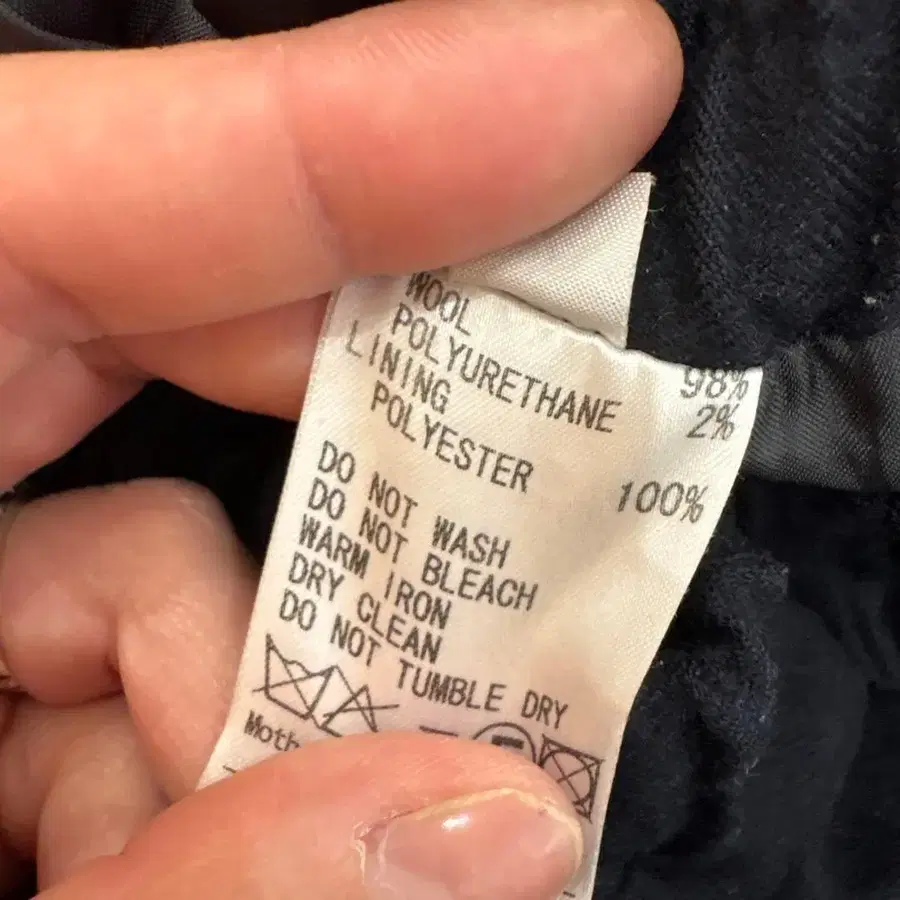 WOOL 98%
POLYURETHANE 2%
LINING
POLYESTER 100%
DO NOT WASH
DO NOT BLEACH
WARM IRON
DRY CLEAN
DO NOT TUMBLE DRY